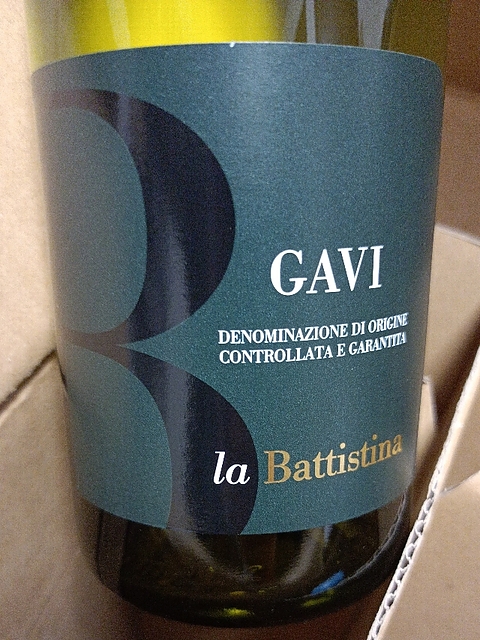 GAVI
DENOMINAZIONE DI ORIGINE
CONTROLLATA E GARANTITA
la Battistina